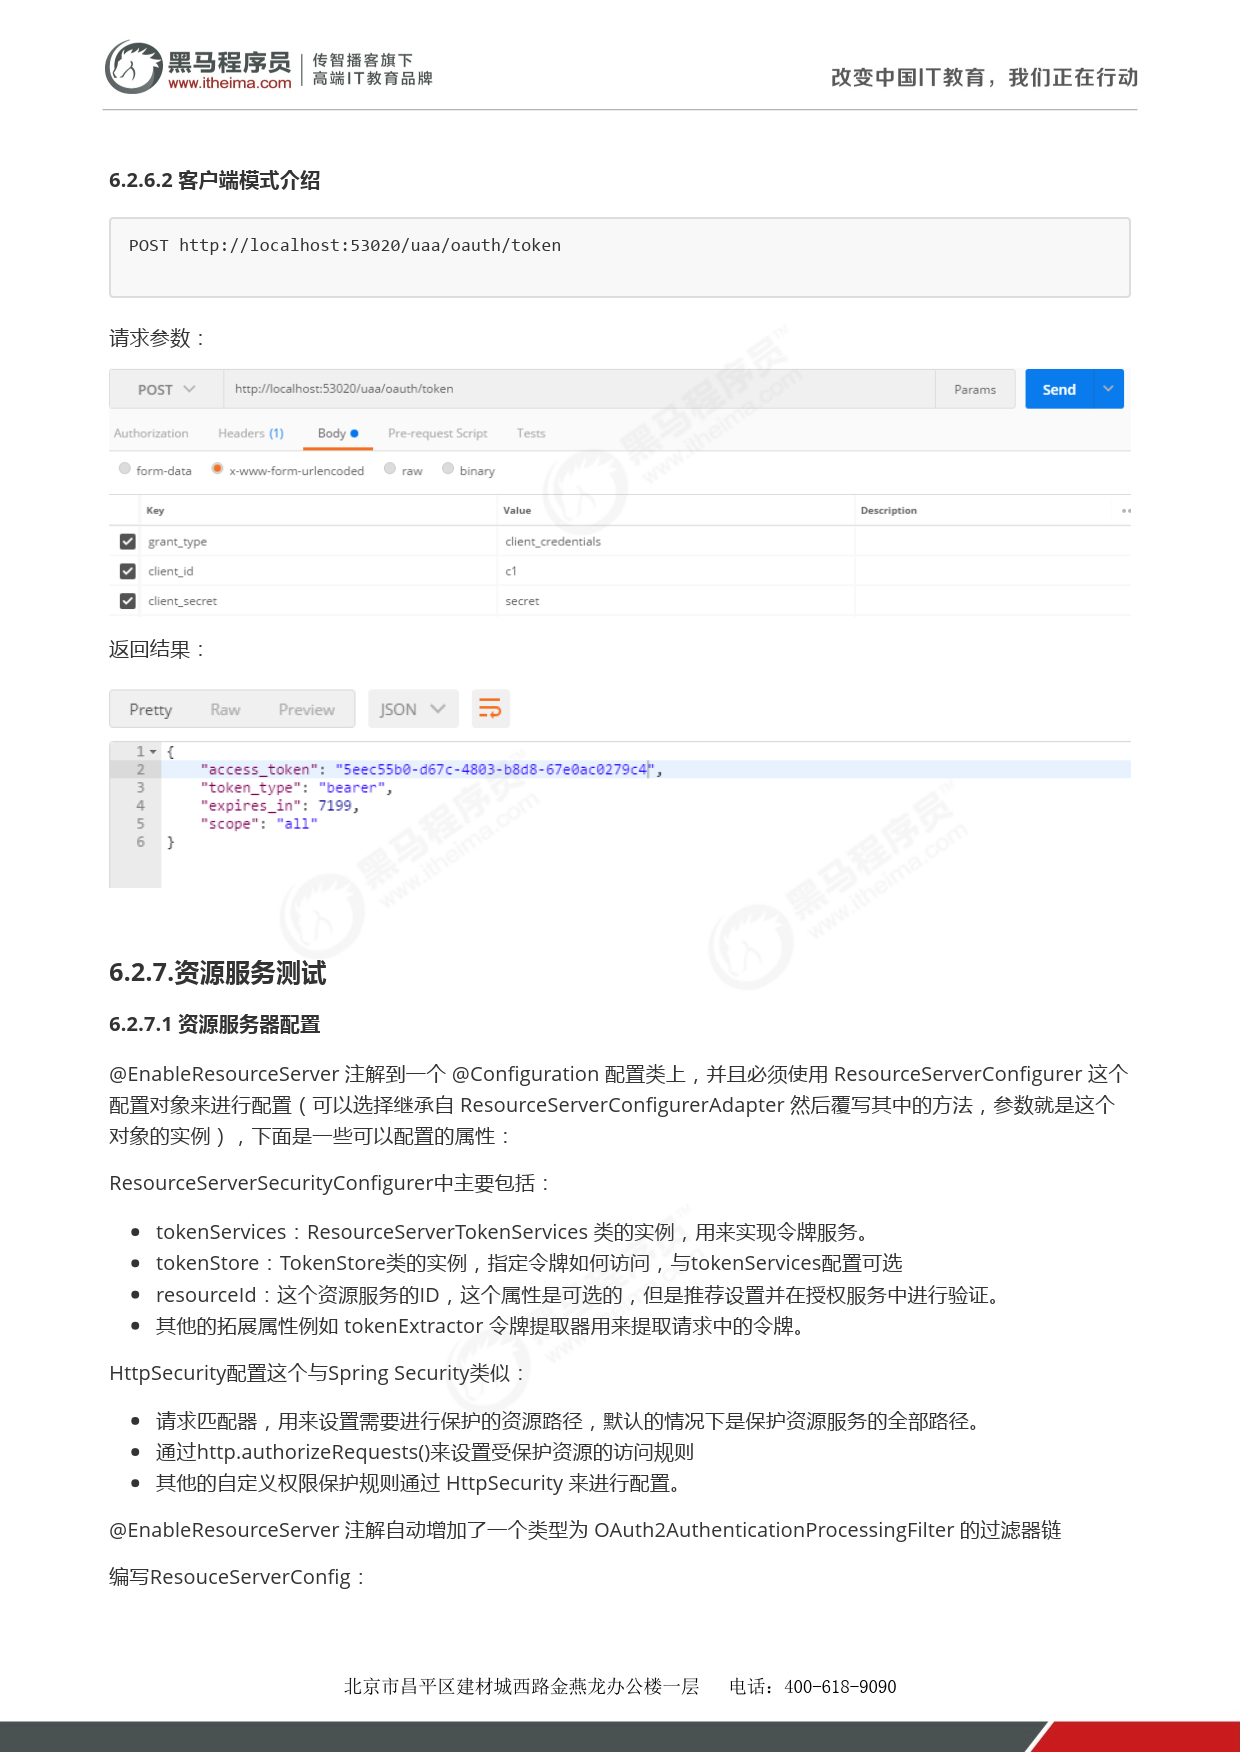 黑马程序员 传智播客旗下
www.itheima.com 高端IT教育品牌
改变中国IT教育，我们正在行动
6.2.6.2 客户端模式介绍
POST http://localhost:53020/uaa/oauth/token
请求参数：
POST http://localhost:53020/uaa/oauth/token Params Send
Authorization Headers (1) Body Pre-request Script Tests
form-data x-www-form-urlencoded raw binary
Key Value Description
grant_type client_credentials
client_id c1
client_secret secret
返回结果：
Pretty Raw Preview JSON
1 {
2 "access_token": "5eec55b0-d67c-4803-b8d8-67e0ac0279c4",
3 "token_type": "bearer",
4 "expires_in": 7199,
5 "scope": "all"
6 }
6.2.7.资源服务测试
6.2.7.1 资源服务器配置
@EnableResourceServer 注解到一个 @Configuration 配置类上，并且必须使用 ResourceServerConfigurer 这个
配置对象来进行配置（可以选择继承自 ResourceServerConfigurerAdapter 然后覆写其中的方法，参数就是这个
对象的实例），下面是一些可以配置的属性：
ResourceServerSecurityConfigurer中主要包括：
tokenServices：ResourceServerTokenServices 类的实例，用来实现令牌服务。
tokenStore：TokenStore类的实例，指定令牌如何访问，与tokenServices配置可选
resourceId：这个资源服务的ID，这个属性是可选的，但是推荐设置并在授权服务中进行验证。
其他的拓展属性例如 tokenExtractor 令牌提取器用来提取请求中的令牌。
HttpSecurity配置这个与Spring Security类似：
请求匹配器，用来设置需要进行保护的资源路径，默认的情况下是保护资源服务的全部路径。
通过http.authorizeRequests()来设置受保护资源的访问规则
其他的自定义权限保护规则通过 HttpSecurity 来进行配置。
@EnableResourceServer 注解自动增加了一个类型为 OAuth2AuthenticationProcessingFilter 的过滤器链
编写ResouceServerConfig：
北京市昌平区建材城西路金燕龙办公楼一层 电话：400-618-9090